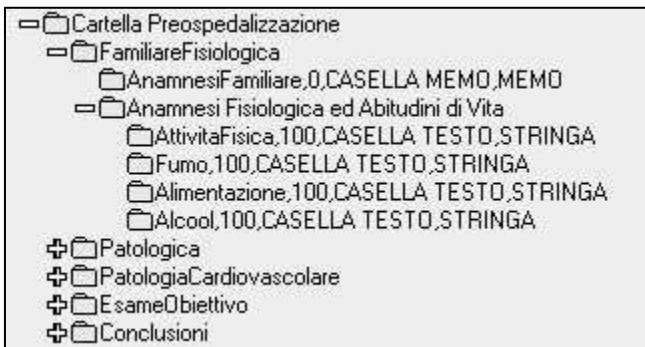 Cartella Preospedalizzazione
FamiliareFisiologica
AnamnesiFamiliare,0,CASELLA MEMO,MEMO
Anamnesi Fisiologica ed Abitudini di Vita
AttivitaFisica,100,CASELLA TESTO,STRINGA
Fumo,100,CASELLA TESTO,STRINGA
Alimentazione,100,CASELLA TESTO,STRINGA
Alcool,100,CASELLA TESTO,STRINGA
Patologica
PatologiaCardiovascolare
EsameObiettivo
Conclusioni